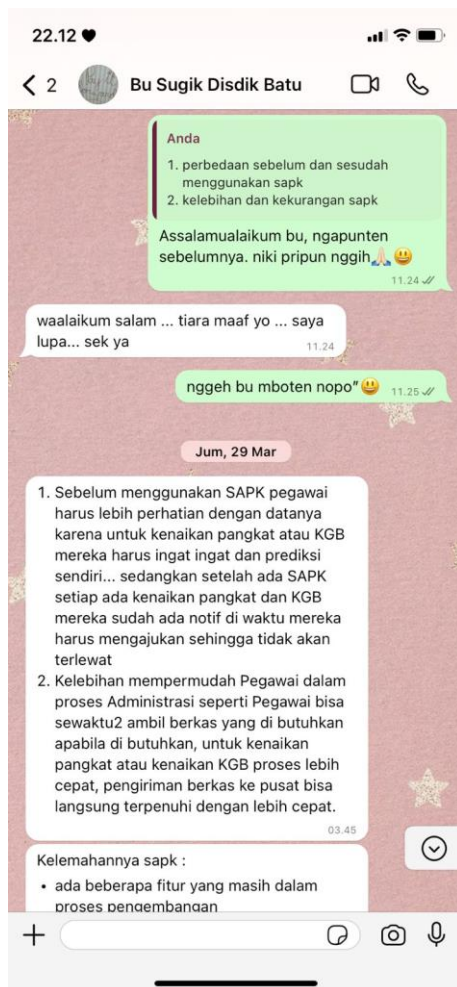 22.12
2
Bu Sugik Disdik Batu
Anda
1. perbedaan sebelum dan sesudah
menggunakan sapk
2. kelebihan dan kekurangan sapk
Assalamualaikum bu, ngapunten
sebelumnya. niki pripun nggih🙏🏻😃
11.24
waalaikum salam ... tiara maaf yo ... saya
lupa... sek ya
11.24
nggeh bu mboten nopo"😃
11.25
Jum, 29 Mar
1. Sebelum menggunakan SAPK pegawai
harus lebih perhatian dengan datanya
karena untuk kenaikan pangkat atau KGB
mereka harus ingat ingat dan prediksi
sendiri... sedangkan setelah ada SAPK
setiap ada kenaikan pangkat dan KGB
mereka sudah ada notif di waktu mereka
harus mengajukan sehingga tidak akan
terlewat
2. Kelebihan mempermudah Pegawai dalam
proses Administrasi seperti Pegawai bisa
sewaktu2 ambil berkas yang di butuhkan
apabila di butuhkan, untuk kenaikan
pangkat atau kenaikan KGB proses lebih
cepat, pengiriman berkas ke pusat bisa
langsung terpenuhi dengan lebih cepat.
03.45
Kelemahannya sapk :
• ada beberapa fitur yang masih dalam
proses pengembangan